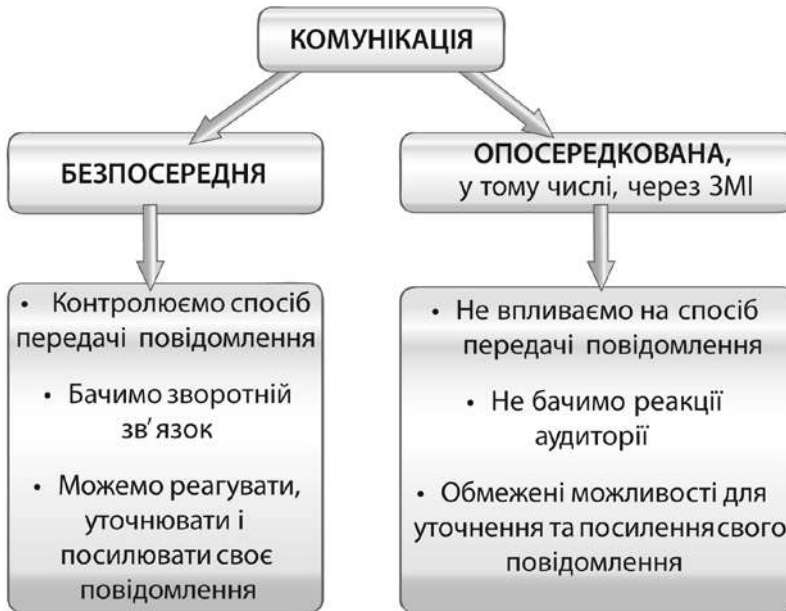 КОМУНІКАЦІЯ
БЕЗПОСЕРЕДНЯ
ОПОСЕРЕДКОВАНА,
у тому числі, через ЗМІ
• Контролюємо спосіб
передачі повідомлення
• Бачимо зворотній
зв’язок
• Можемо реагувати,
уточнювати і
посилювати своє
повідомлення
• Не впливаємо на спосіб
передачі повідомлення
• Не бачимо реакції
аудиторії
• Обмежені можливості для
уточнення та посилення свого
повідомлення